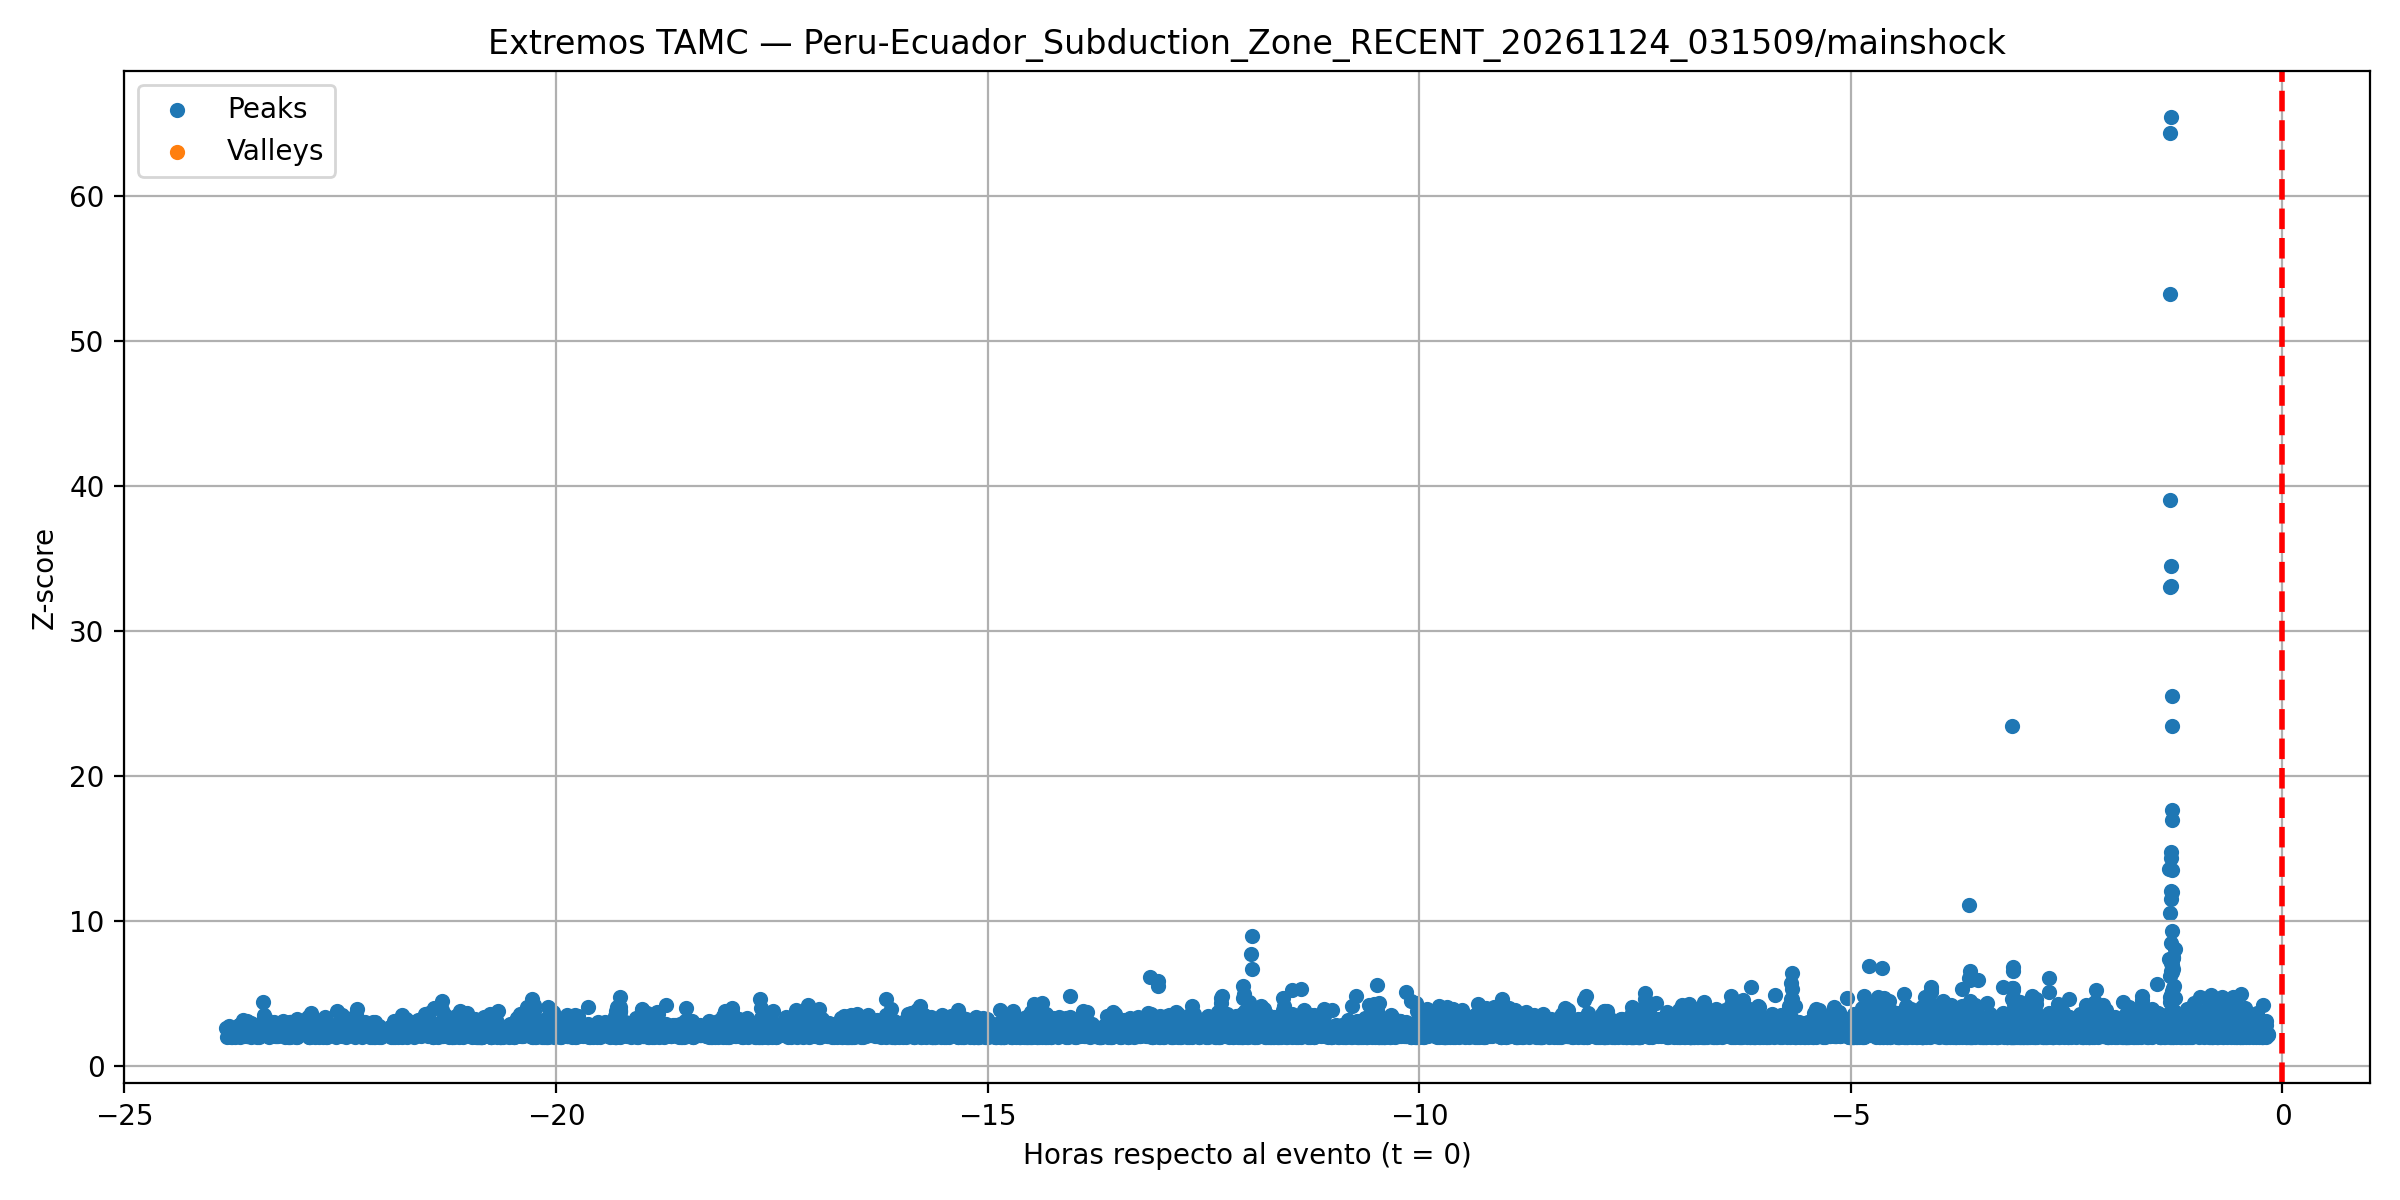 Extremos TAMC — Peru-Ecuador_Subduction_Zone_RECENT_20261124_031509/mainshock
Peaks
Valleys
60
50
40
30
20
10
0
Z-score
−25
−20
−15
−10
−5
0
Horas respecto al evento (t = 0)